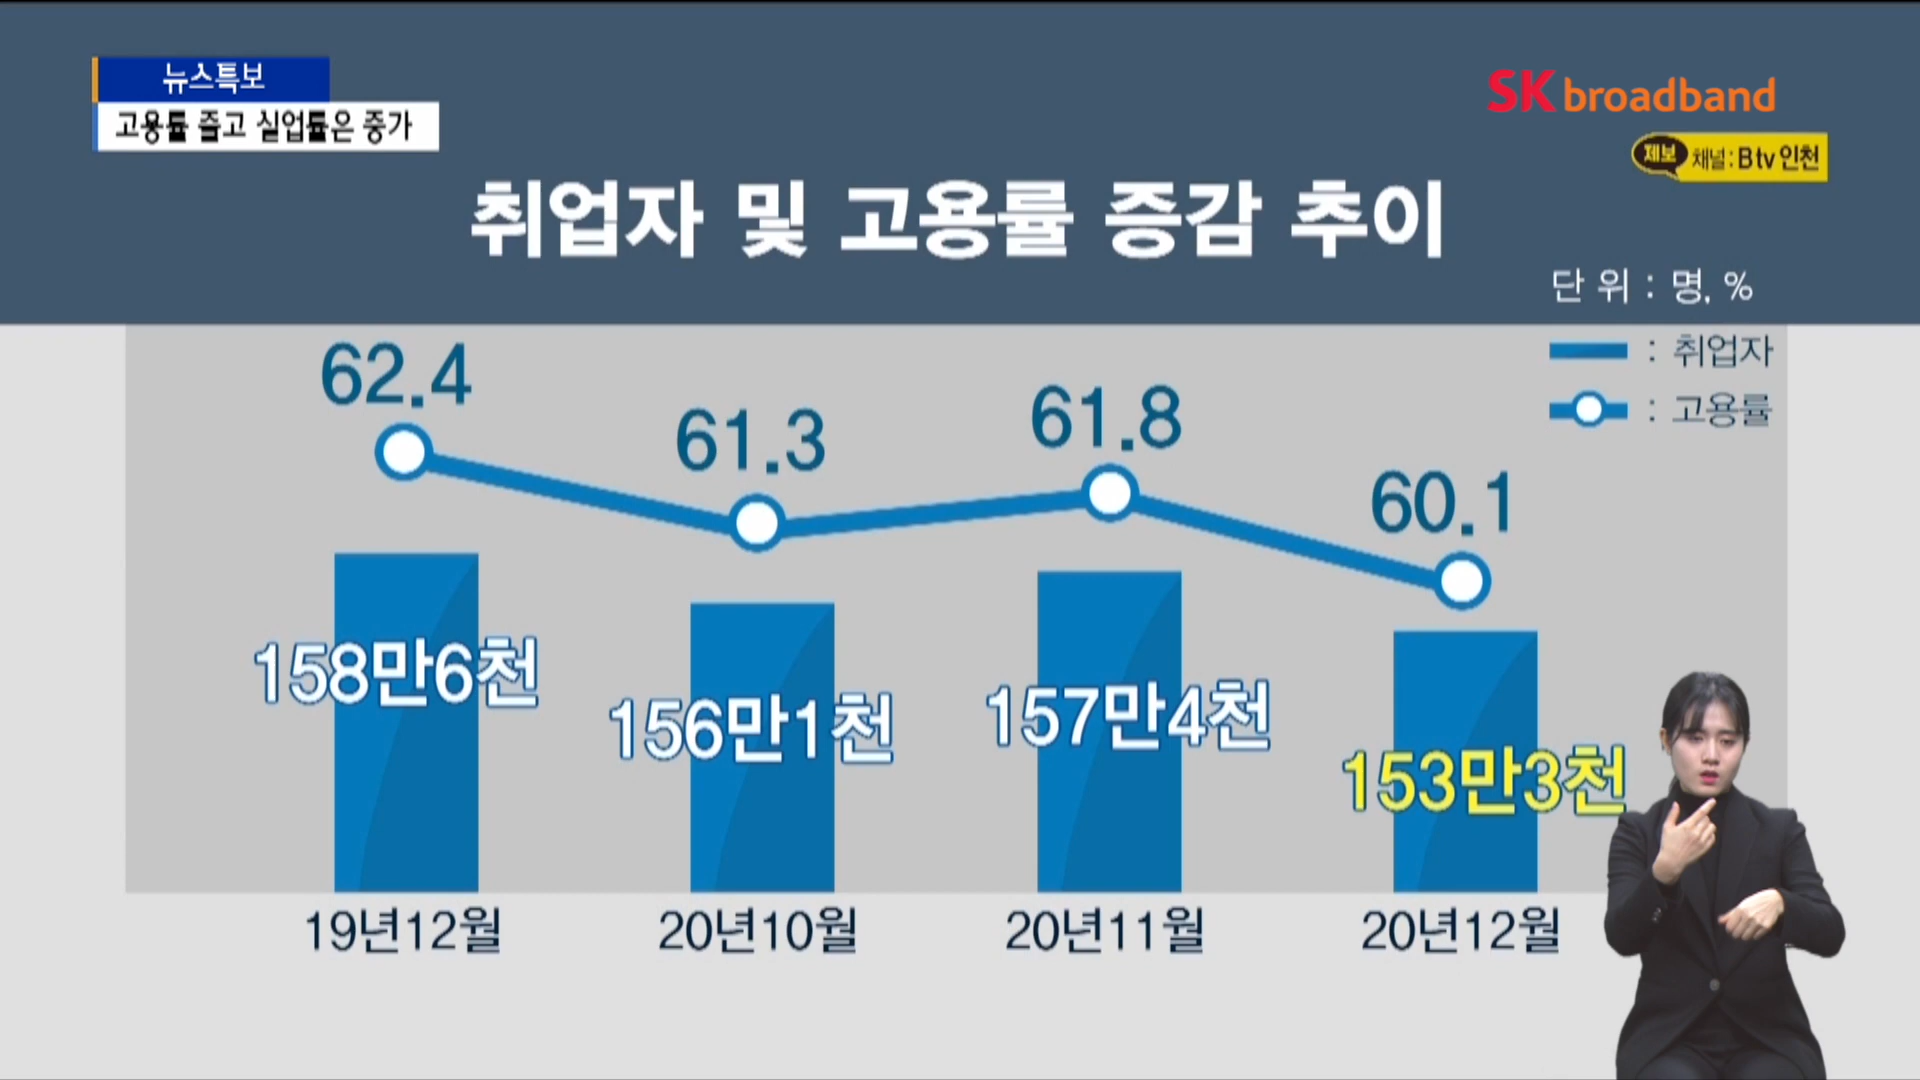 뉴스특보
고용률 줄고 실업률은 증가
SK broadband
제보 채널 : B tv 인천
취업자 및 고용률 증감 추이
단 위 : 명, %
: 취업자
: 고용률
62.4
61.3
61.8
60.1
158만6천
156만1천
157만4천
153만3천
19년12월
20년10월
20년11월
20년12월